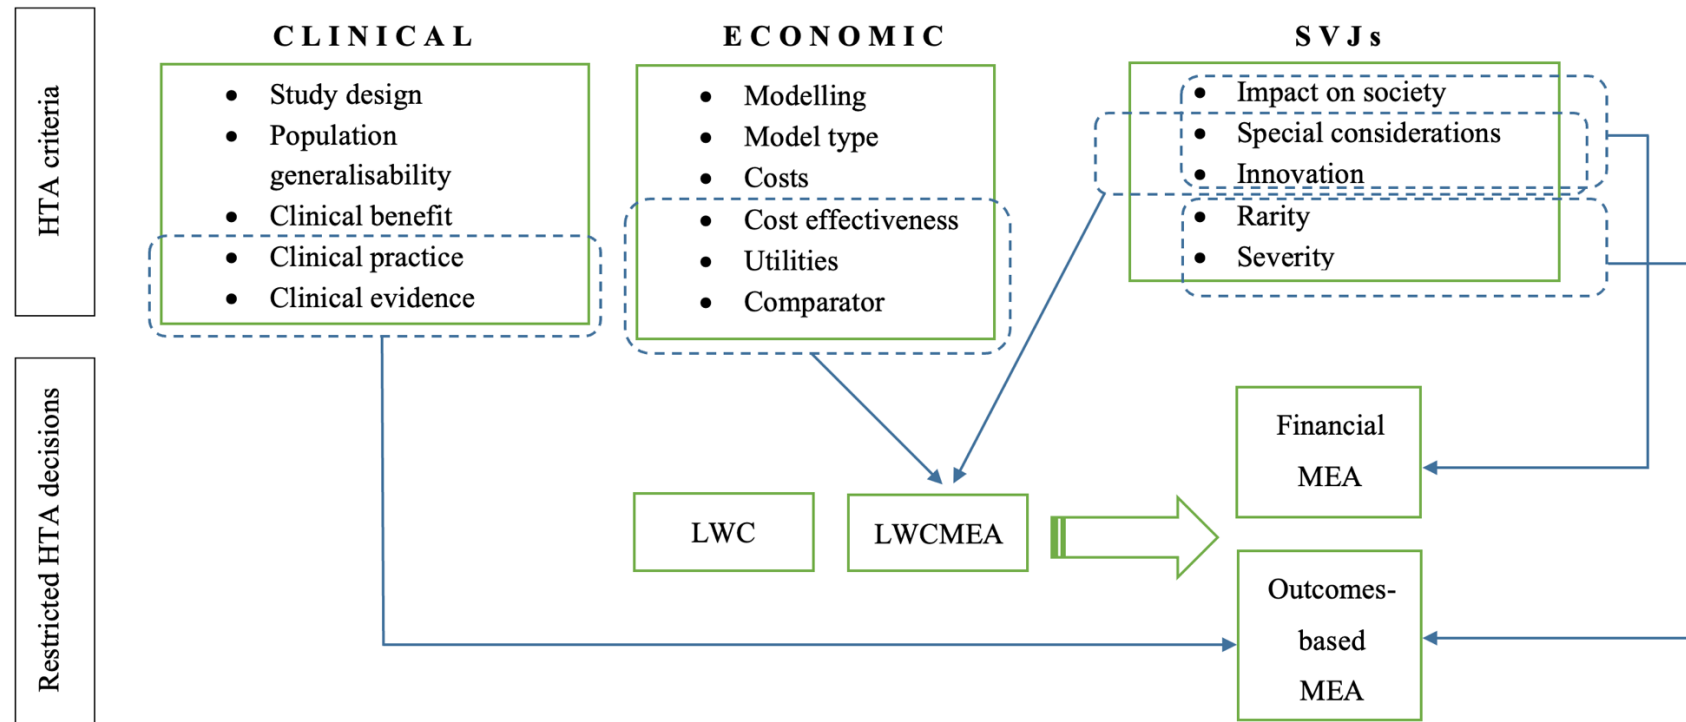 HTA criteria
CLINICAL
Study design
Population
generalisability
Clinical benefit
Clinical practice
Clinical evidence
ECONOMIC
Modelling
Model type
Costs
Cost effectiveness
Utilities
Comparator
SVJs
Impact on society
Special considerations
Innovation
Rarity
Severity
Restricted HTA decisions
LWC
LWCMEA
Financial
MEA
Outcomes-
based
MEA